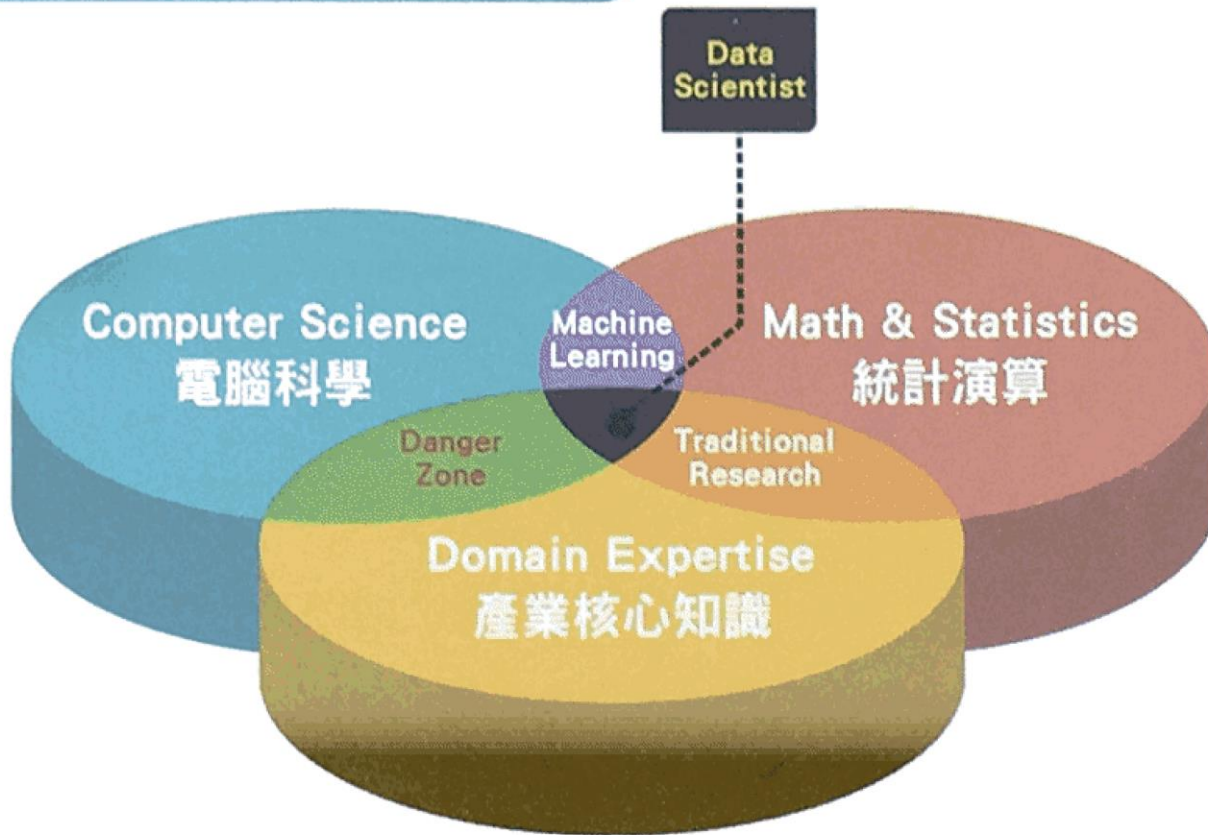 Data
Scientist
Computer Science
電腦科學
Machine
Learning
Math & Statistics
統計演算
Danger
Zone
Traditional
Research
Domain Expertise
產業核心知識